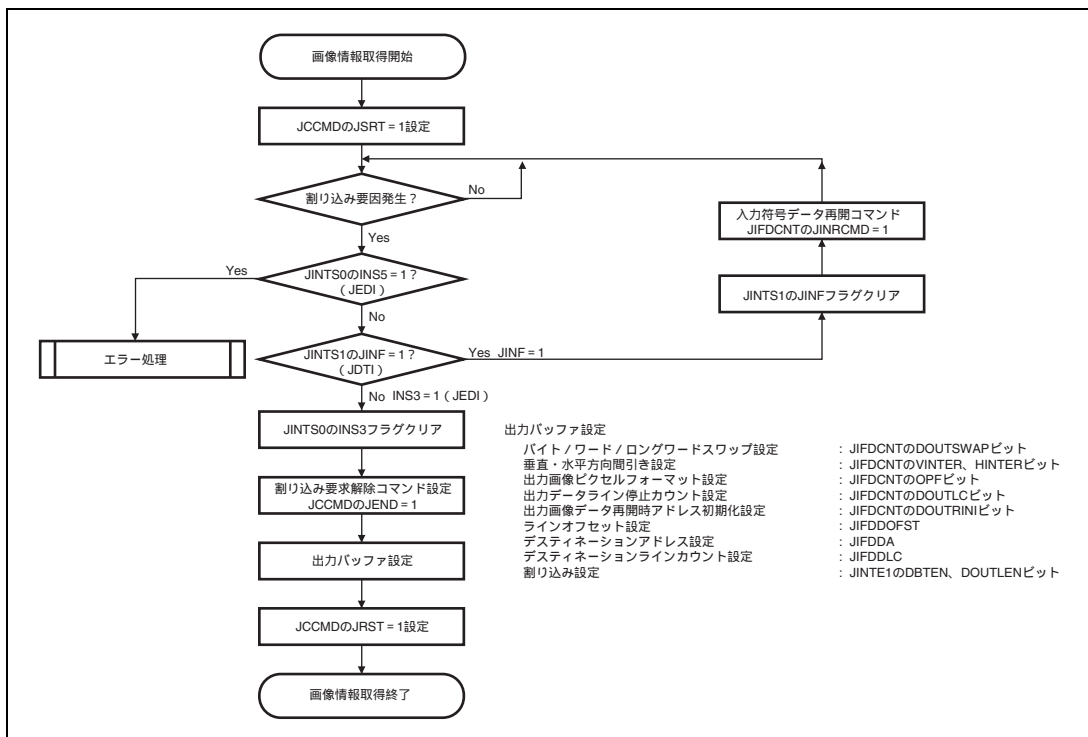 画像情報取得開始
JCCMDのJSRT = 1設定
割り込み要因発生？
No
Yes
JINTS0のINS5 = 1？
（JEDI）
Yes
No
エラー処理
JINTS1のJINF = 1？
（JDTI）
Yes JINF = 1
入力符号データ再開コマンド
JIFDCNTのJINRCMD = 1
JINTS1のJINFフラグクリア
No INS3 = 1（JEDI）
JINTS0のINS3フラグクリア
割り込み要求解除コマンド設定
JCCMDのJEND = 1
出力バッファ設定
JCCMDのJRST = 1設定
画像情報取得終了
出力バッファ設定
バイト / ワード / ロングワードスワップ設定 : JIFDCNTのDOUTSWAPビット
垂直・水平方向間引き設定 : JIFDCNTのVINTER、HINTERビット
出力画像ピクセルフォーマット設定 : JIFDCNTのOPFビット
出力データライン停止カウント設定 : JIFDCNTのDOUTLCビット
出力画像データ再開時アドレス初期化設定 : JIFDCNTのDOUTRINIビット
ラインオフセット設定 : JIFDDOFST
デスティネーションアドレス設定 : JIFDDA
デスティネーションラインカウント設定 : JIFDDLC
割り込み設定 : JINTE1のDBTEN、DOUTLENビット